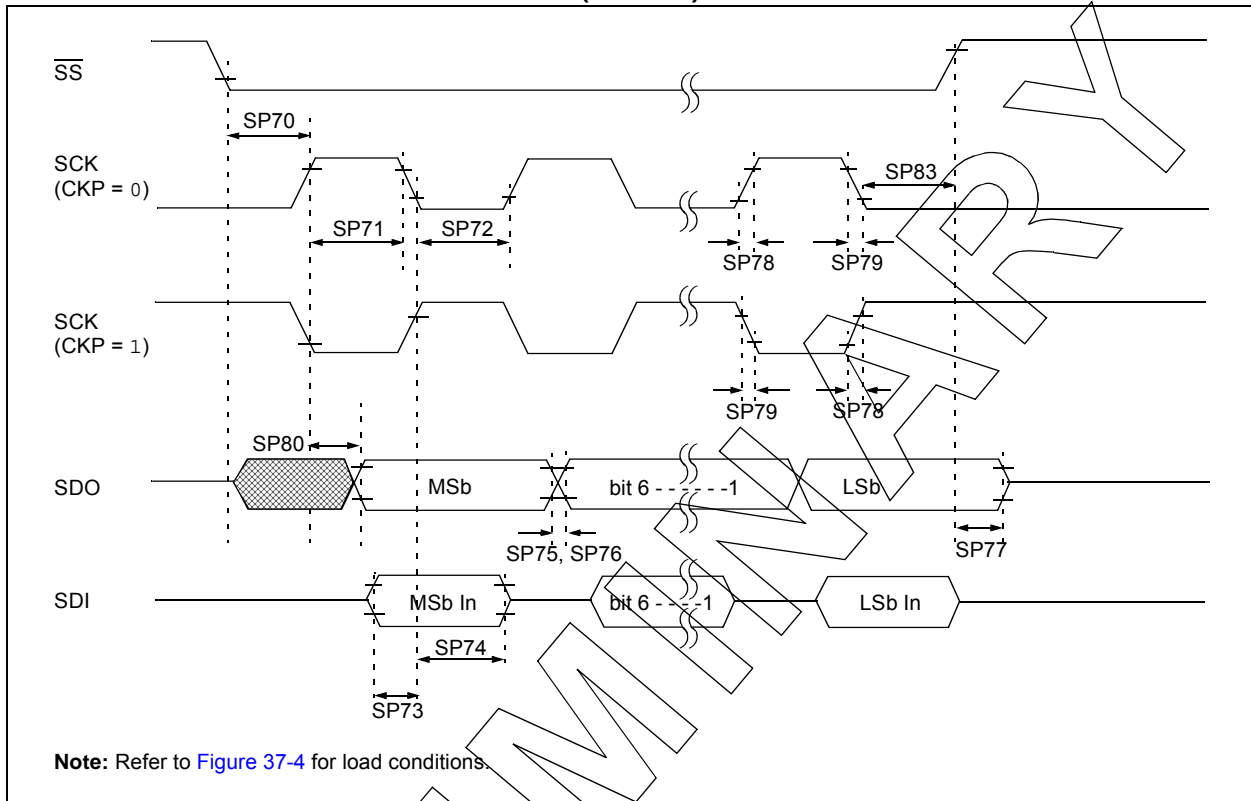 SS
SP70
SCK
(CKP = 0)
SP83
SP71
SP72
SP78
SP79
SCK
(CKP = 1)
SP79
SP78
SP80
SDO
MSb
bit 6 - - - - - -1
LSb
SP75, SP76
SP77
SDI
MSb In
bit 6 - - - -1
LSb In
SP74
SP73
Note: Refer to Figure 37-4 for load conditions.
MINARY